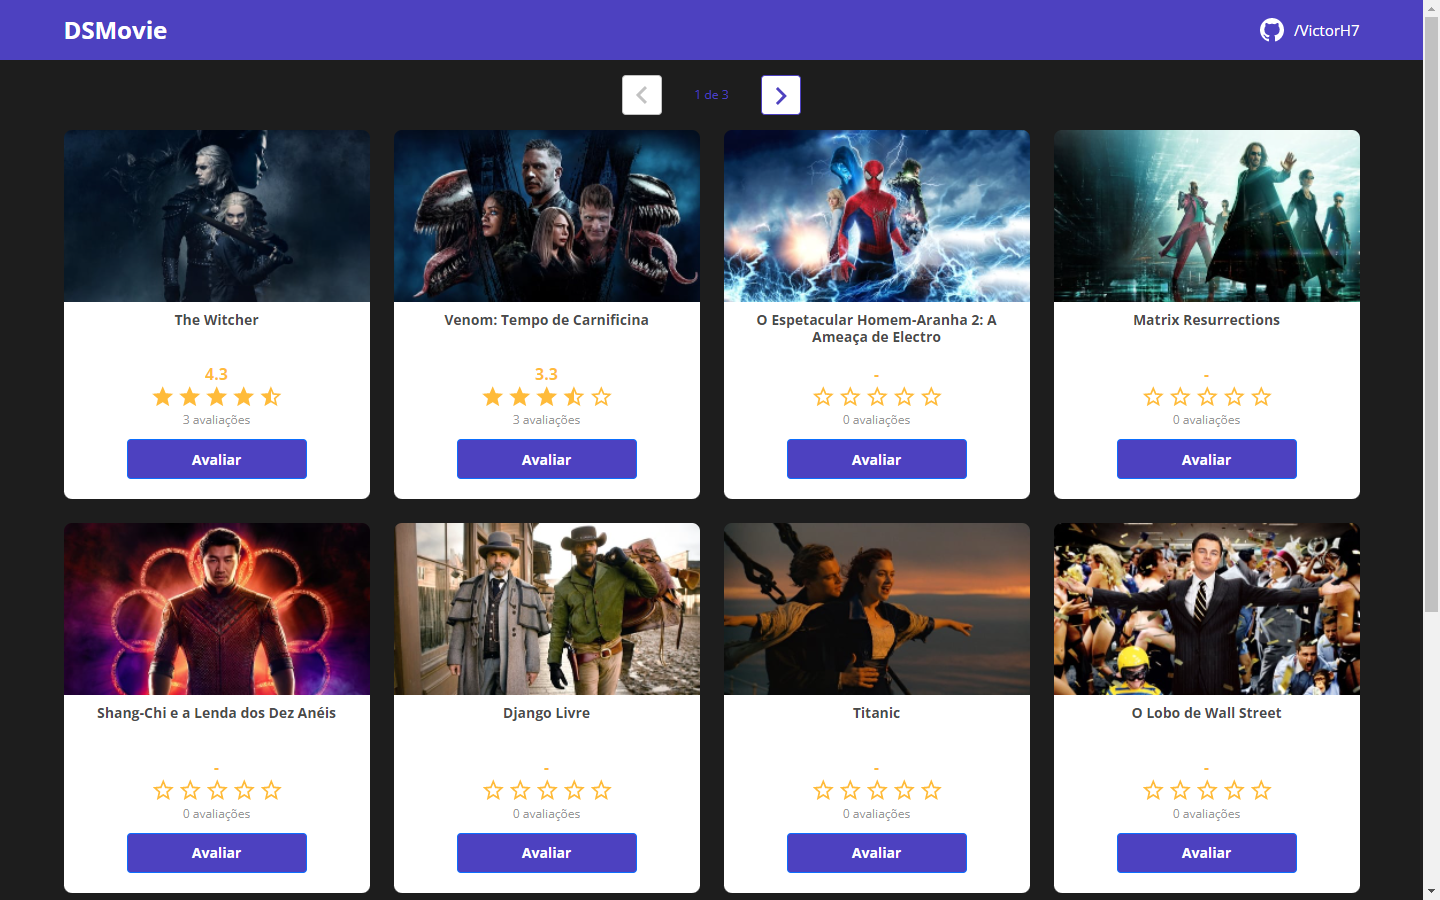 DSMovie
/VictorH7
1 de 3
The Witcher
4.3
3 avaliações
Avaliar
Venom: Tempo de Carnificina
3.3
3 avaliações
Avaliar
O Espetacular Homem-Aranha 2: A
Ameaça de Electro
-
0 avaliações
Avaliar
Matrix Resurrections
-
0 avaliações
Avaliar
Shang-Chi e a Lenda dos Dez Anéis
-
0 avaliações
Avaliar
Django Livre
-
0 avaliações
Avaliar
Titanic
-
0 avaliações
Avaliar
O Lobo de Wall Street
-
0 avaliações
Avaliar